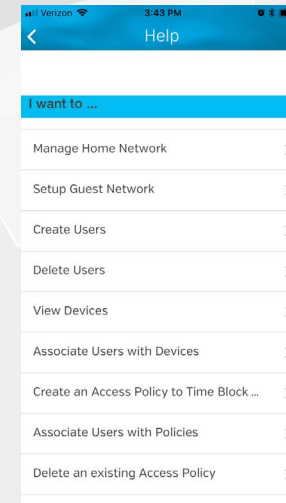 Verizon 3:43 PM
Help
I want to ...
Manage Home Network
Setup Guest Network
Create Users
Delete Users
View Devices
Associate Users with Devices
Create an Access Policy to Time Block ...
Associate Users with Policies
Delete an existing Access Policy